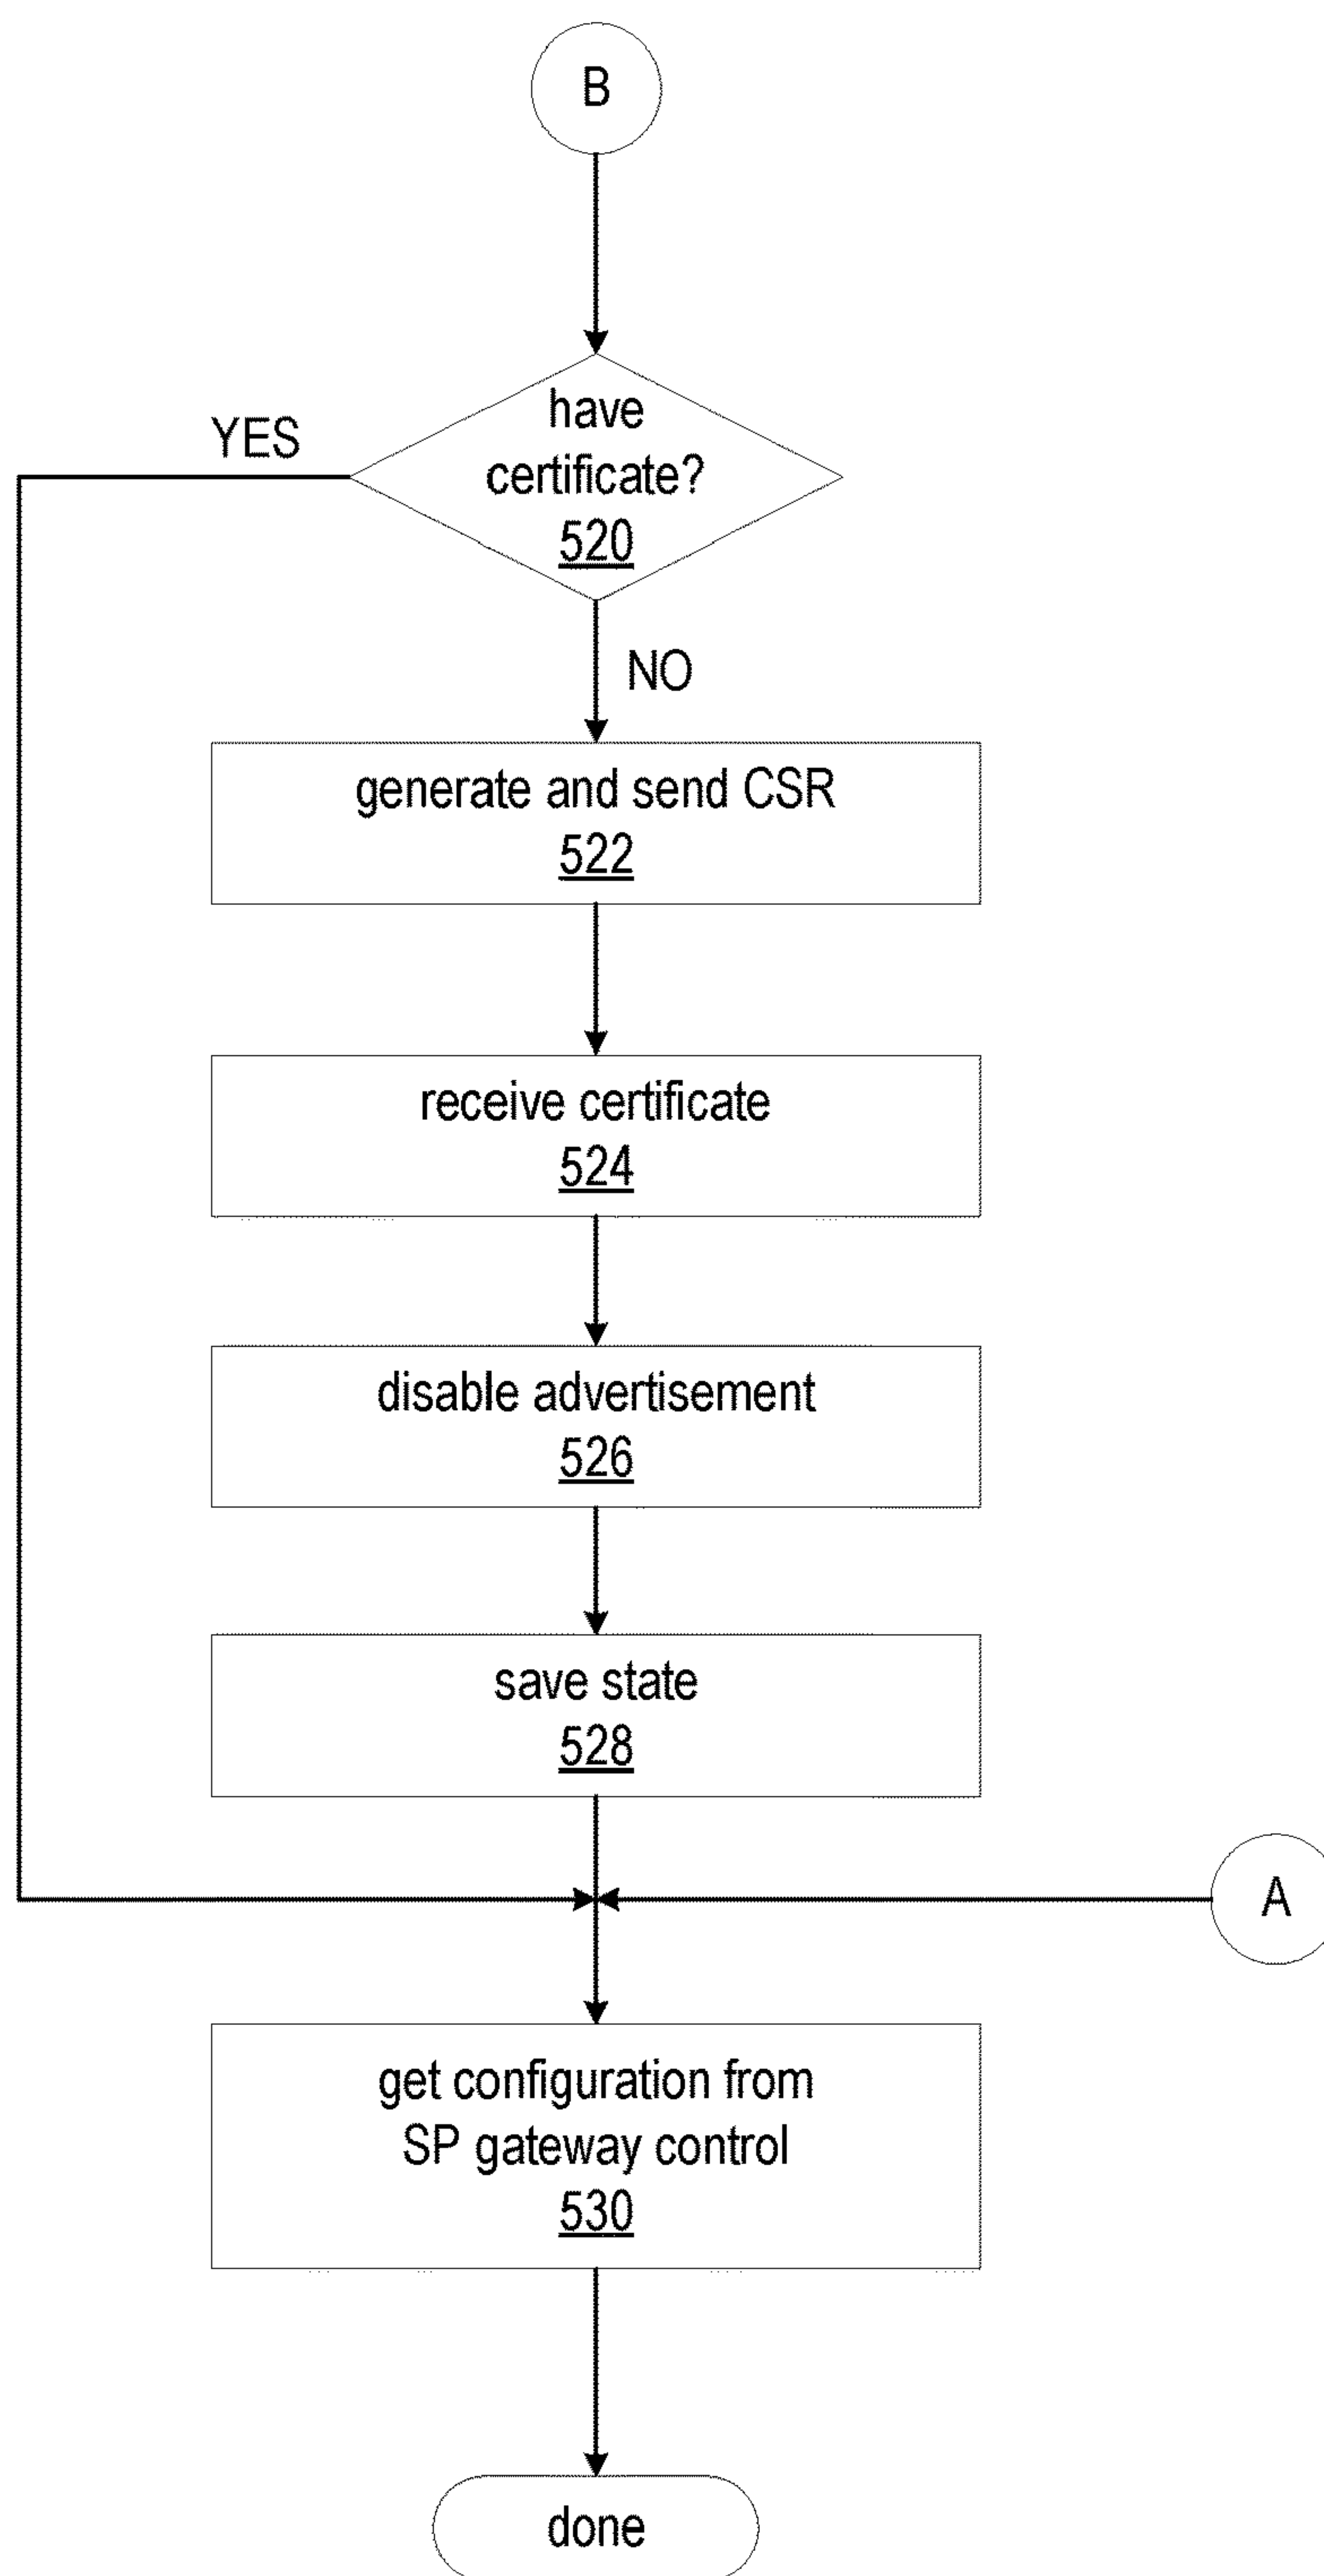 B
have
certificate?
520
YES
NO
generate and send CSR
522
receive certificate
524
disable advertisement
526
save state
528
A
get configuration from
SP gateway control
530
done